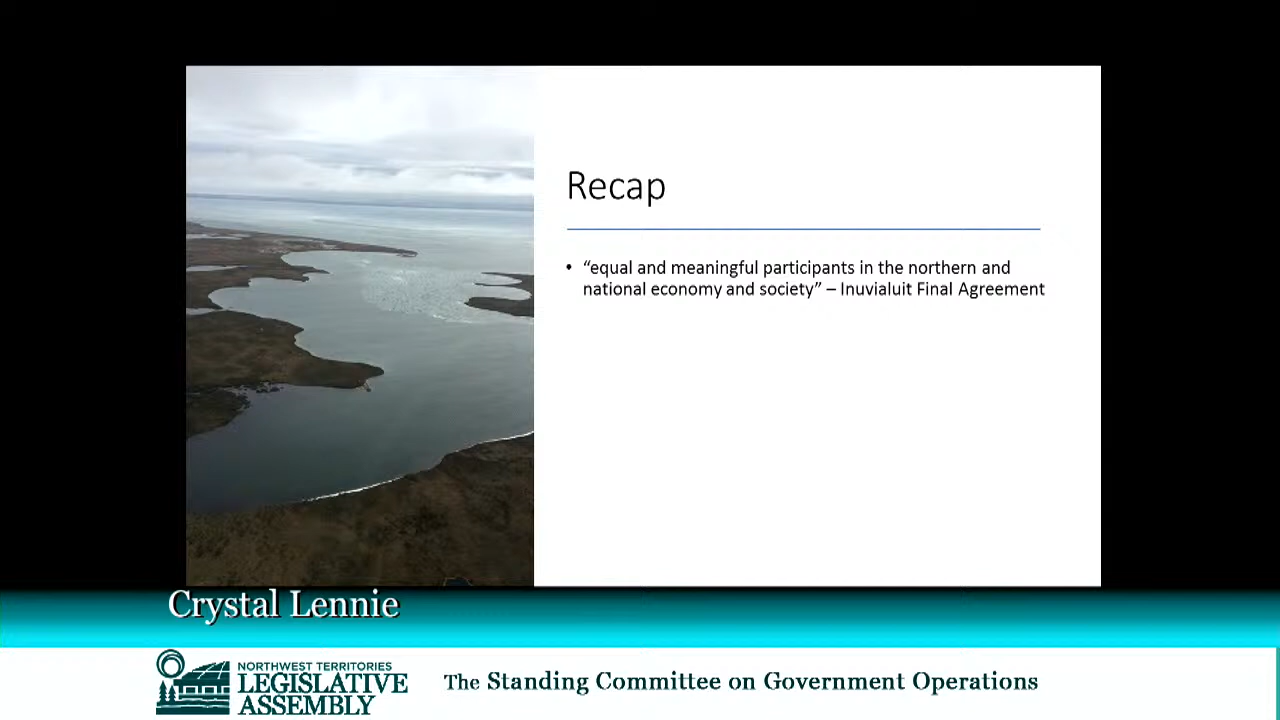 Recap
• “equal and meaningful participants in the northern and
national economy and society” – Inuvialuit Final Agreement
Crystal Lennie
NORTHWEST TERRITORIES
LEGISLATIVE
ASSEMBLY
The Standing Committee on Government Operations